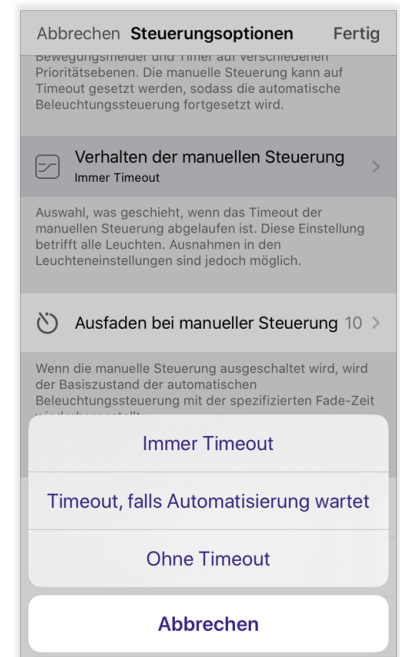 Abbrechen Steuerungsoptionen Fertig
Bewegungsmelder und Timer auf verschiedenen
Prioritätsebenen. Die manuelle Steuerung kann auf
Timeout gesetzt werden, sodass die automatische
Beleuchtungssteuerung fortgesetzt wird.
Verhalten der manuellen Steuerung
Immer Timeout
Auswahl, was geschieht, wenn das Timeout der
manuellen Steuerung abgelaufen ist. Diese Einstellung
betrifft alle Leuchten. Ausnahmen in den
Leuchteneinstellungen sind jedoch möglich.
Ausfaden bei manueller Steuerung 10
Wenn die manuelle Steuerung ausgeschaltet wird, wird
der Basiszustand der automatischen
Beleuchtungssteuerung mit der spezifizierten Fade-Zeit
Immer Timeout
Timeout, falls Automatisierung wartet
Ohne Timeout
Abbrechen